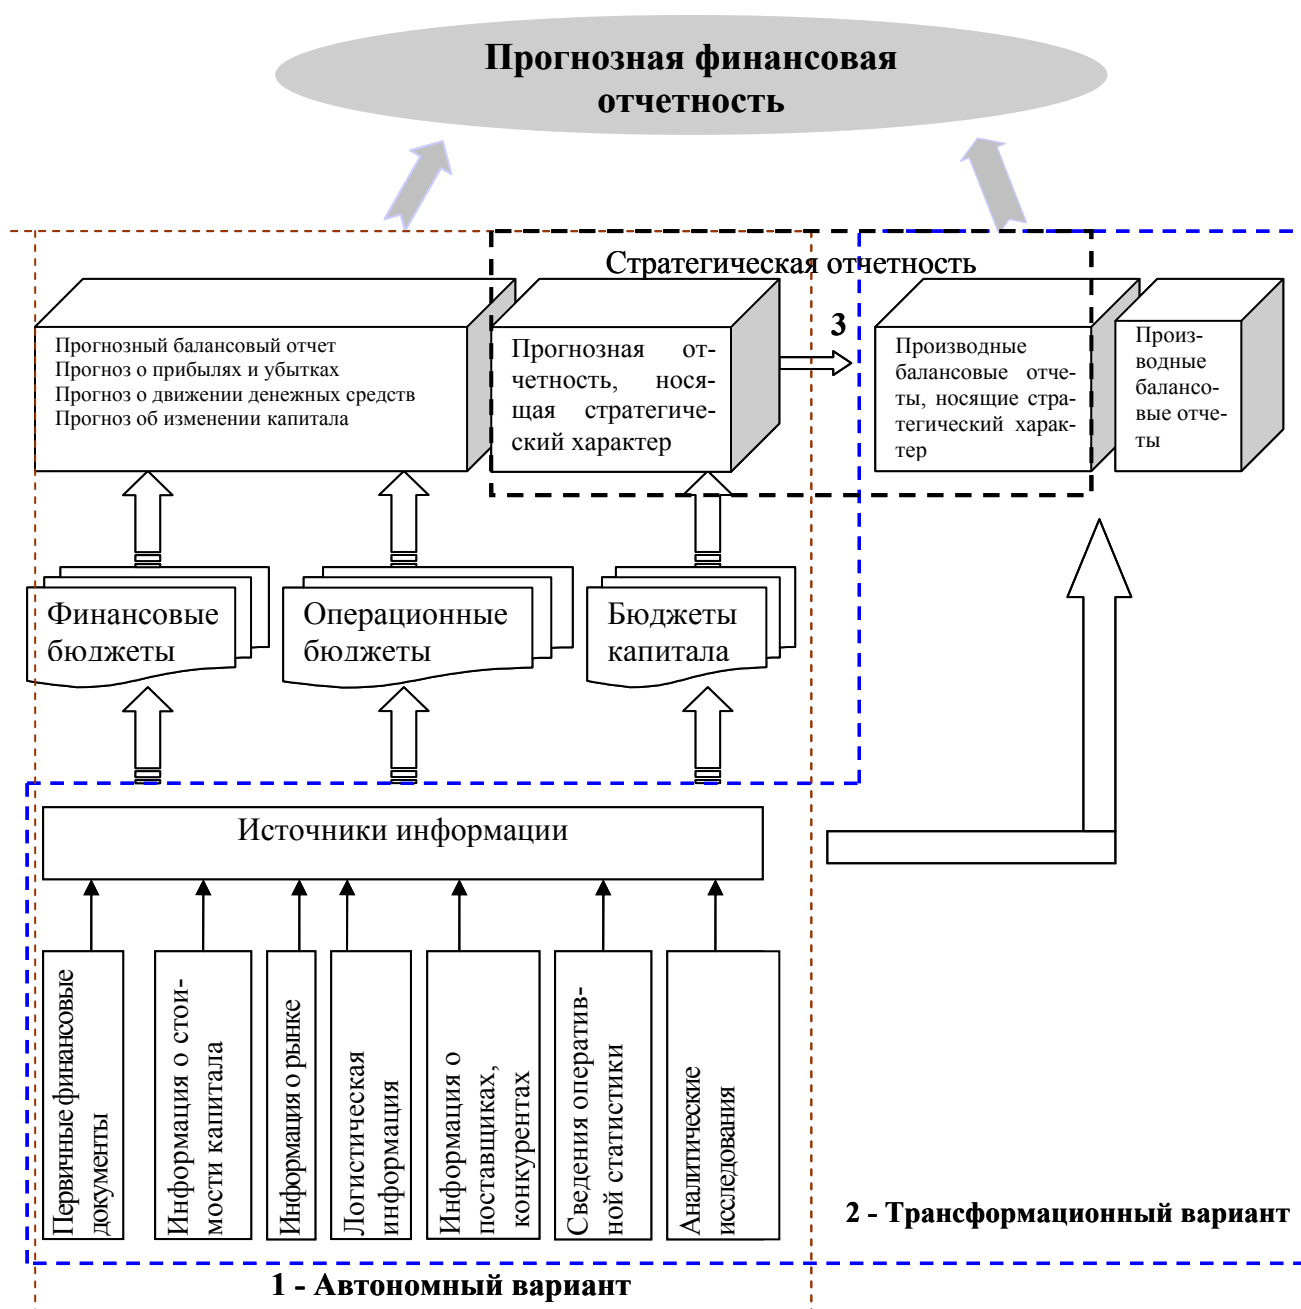 Прогнозная финансовая
отчетность
Стратегическая отчетность
Прогнозный балансовый отчет
Прогноз о прибылях и убытках
Прогноз о движении денежных средств
Прогноз об изменении капитала
Прогнозная от-
четность, нося-
щая стратегиче-
ский характер
3
Производные
балансовые отче-
ты, носящие стра-
тегический харак-
тер
Произ-
водные
балансо-
вые отче-
ты
Финансовые
бюджеты
Операционные
бюджеты
Бюджеты
капитала
Источники информации
Первичные финансовые
документы
Информация о стои-
мости капитала
Информация о рынке
Логистическая
информация
Информация о
поставщиках,
конкурентах
Сведения оператив-
ной статистики
Аналитические
исследования
2 - Трансформационный вариант
1 - Автономный вариант